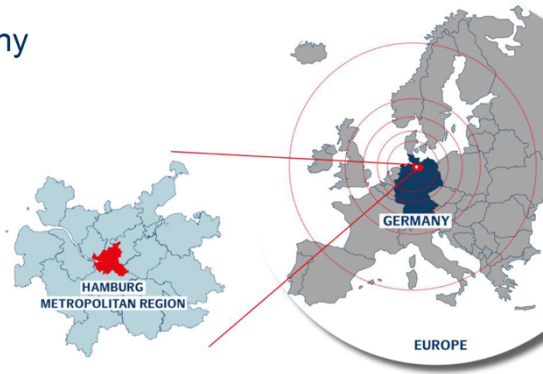 ny
GERMANY
HAMBURG
METROPOLITAN REGION
EUROPE